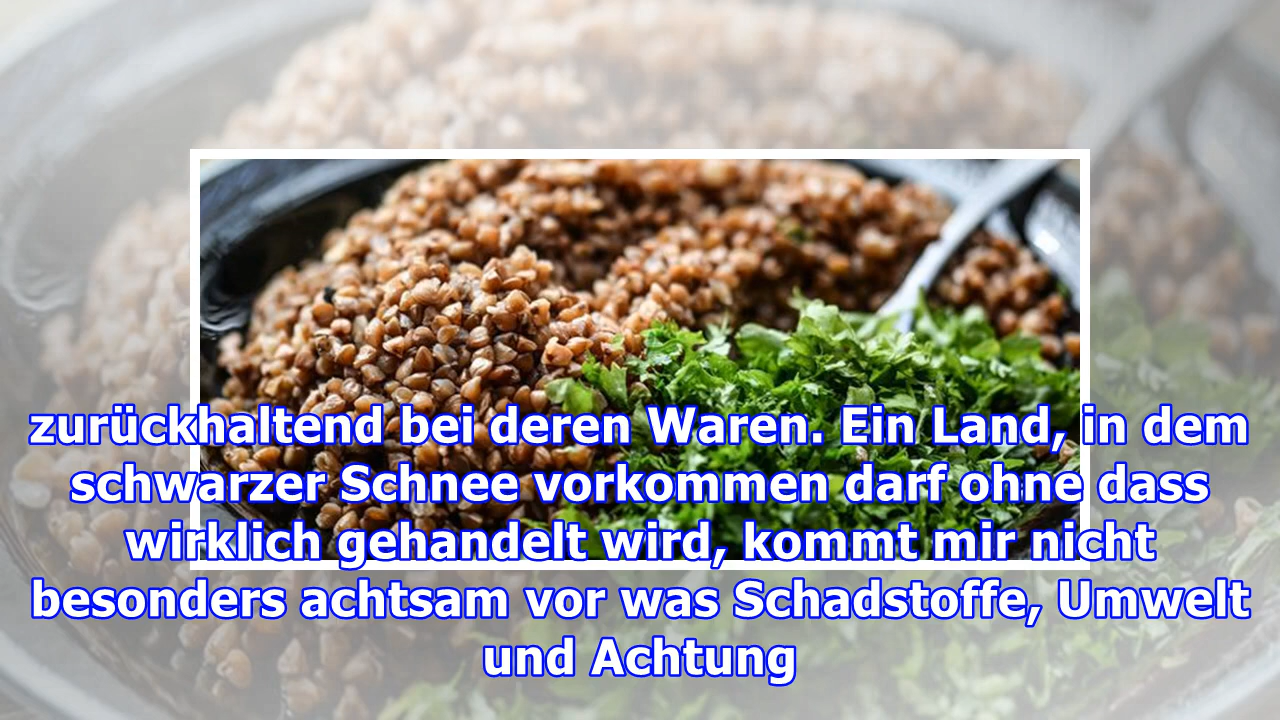 zurückhaltend bei deren Waren. Ein Land, in dem
schwarzer Schnee vorkommen darf ohne dass
wirklich gehandelt wird, kommt mir nicht
besonders achtsam vor was Schadstoffe, Umwelt
und Achtung